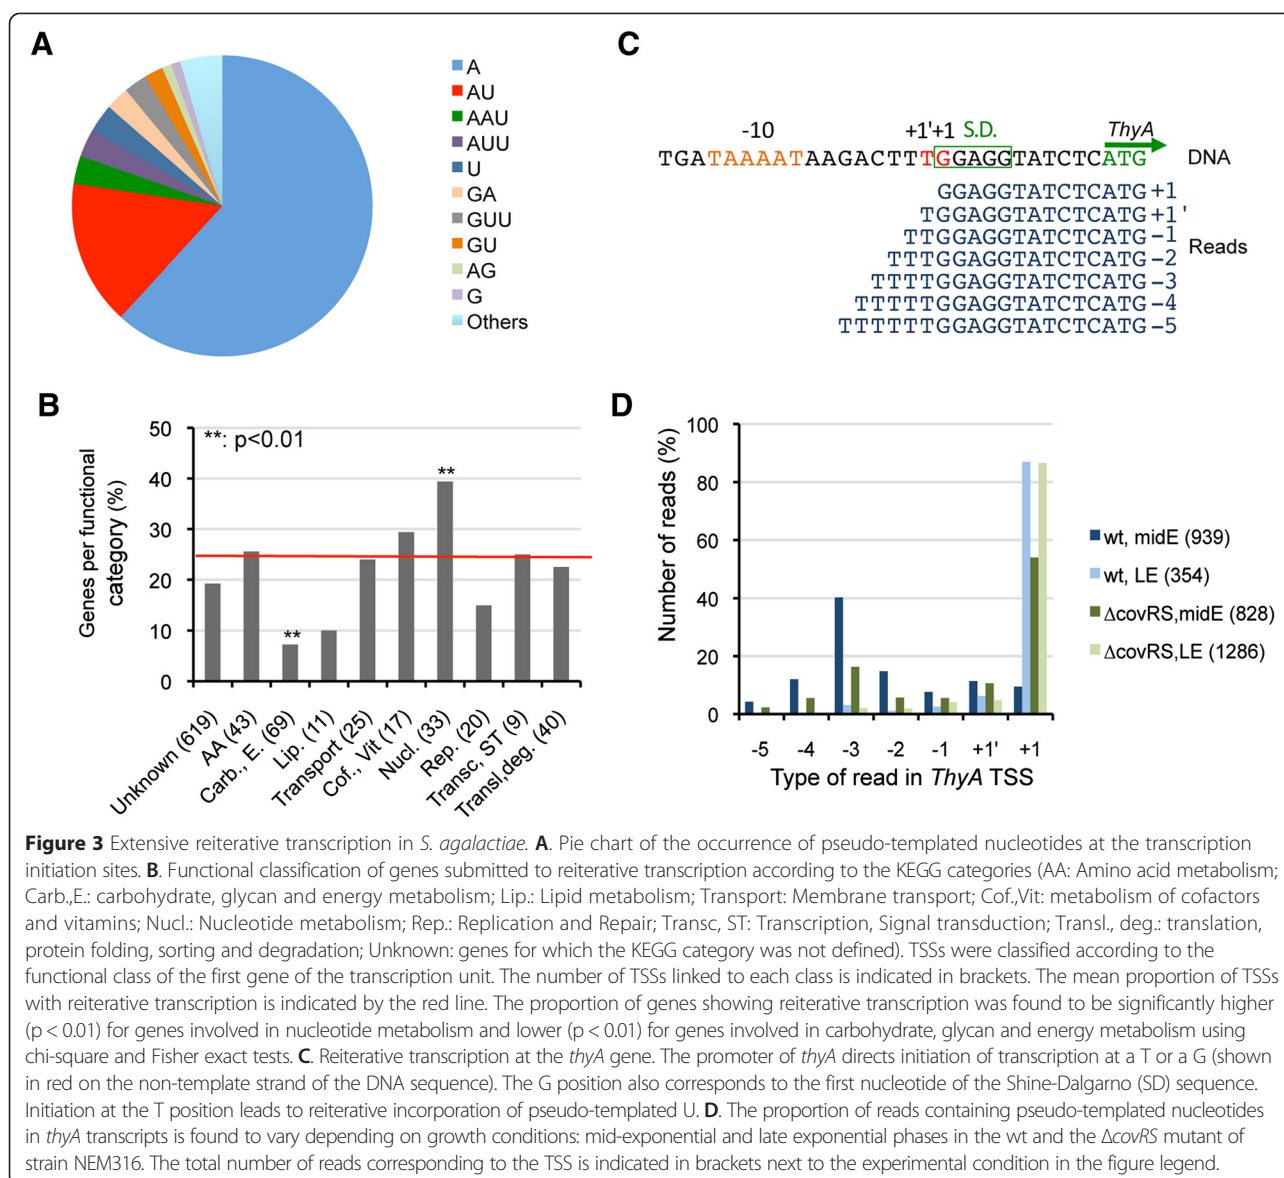 A
A
AU
AAU
AUU
U
GA
GUU
GU
AG
G
Others
C
-10
+1'+1
S.D.
ThyA
TGATAAAATAAGACTTTGGAGGTATCTCATG
DNA
GGAGGTATCTCATG+1
TGGAGGTATCTCATG+1'
TTGGAGGTATCTCATG−1
TTTGGAGGTATCTCATG−2
TTTTGGAGGTATCTCATG−3
TTTTTGGAGGTATCTCATG−4
TTTTTTGGAGGTATCTCATG−5
Reads
B
Genes per functional
category (%)
**: p<0.01
50
40
30
20
10
0
**
**
Unknown (619)
AA (43)
Carb., E. (69)
Lip. (11)
Transport (25)
Cof., Vit (17)
Nucl. (33)
Rep. (20)
Transc, ST (9)
Transl,deg. (40)
D
Number of reads (%)
100
80
60
40
20
0
-5
-4
-3
-2
-1
+1'
+1
Type of read in ThyA TSS
wt, midE (939)
wt, LE (354)
ΔcovRS,midE (828)
ΔcovRS,LE (1286)
Figure 3 Extensive reiterative transcription in S. agalactiae. A. Pie chart of the occurrence of pseudo-templated nucleotides at the transcription
initiation sites. B. Functional classification of genes submitted to reiterative transcription according to the KEGG categories (AA: Amino acid metabolism;
Carb.,E.: carbohydrate, glycan and energy metabolism; Lip.: Lipid metabolism; Transport: Membrane transport; Cof.,Vit: metabolism of cofactors
and vitamins; Nucl.: Nucleotide metabolism; Rep.: Replication and Repair; Transc, ST: Transcription, Signal transduction; Transl., deg.: translation,
protein folding, sorting and degradation; Unknown: genes for which the KEGG category was not defined). TSSs were classified according to the
functional class of the first gene of the transcription unit. The number of TSSs linked to each class is indicated in brackets. The mean proportion of TSSs
with reiterative transcription is indicated by the red line. The proportion of genes showing reiterative transcription was found to be significantly higher
(p < 0.01) for genes involved in nucleotide metabolism and lower (p < 0.01) for genes involved in carbohydrate, glycan and energy metabolism using
chi-square and Fisher exact tests. C. Reiterative transcription at the thyA gene. The promoter of thyA directs initiation of transcription at a T or a G (shown
in red on the non-template strand of the DNA sequence). The G position also corresponds to the first nucleotide of the Shine-Dalgarno (SD) sequence.
Initiation at the T position leads to reiterative incorporation of pseudo-templated U. D. The proportion of reads containing pseudo-templated nucleotides
in thyA transcripts is found to vary depending on growth conditions: mid-exponential and late exponential phases in the wt and the ΔcovRS mutant of
strain NEM316. The total number of reads corresponding to the TSS is indicated in brackets next to the experimental condition in the figure legend.